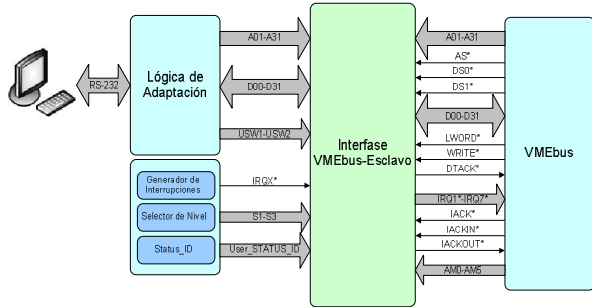 RS-232
Lógica de
Adaptación
A01-A31
D00-D31
USW1-USW2
Generador de
Interrupciones
IRQX*
Selector de Nivel
S1-S3
Status_ID
User_STATUS_ID
Interfase
VMEbus-Esclavo
A01-A31
AS*
DS0*
DS1*
D00-D31
LWORD*
WRITE*
DTACK*
IRQ1*-IRQ7*
IACK*
IACKIN*
IACKOUT*
AM0-AM5
VMEbus